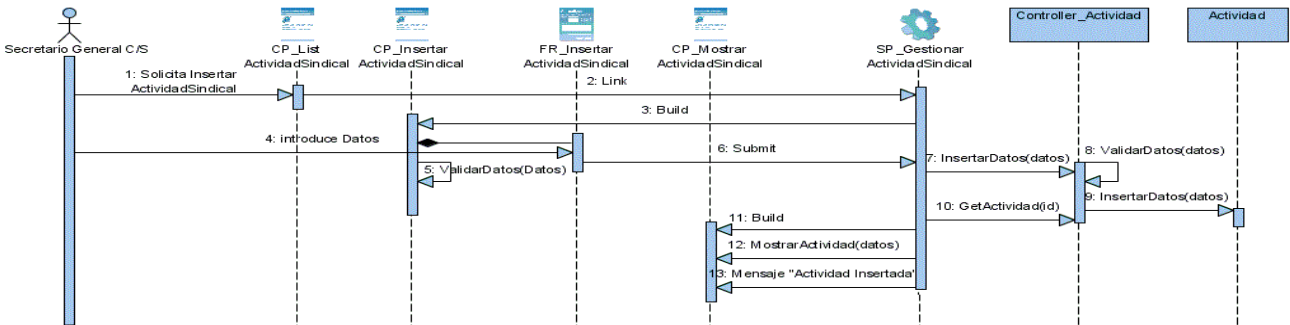 Secretario General C/S
CP_List
ActividadSindical
CP_Insertar
ActividadSindical
FR_Insertar
ActividadSindical
CP_Mostrar
ActividadSindical
SP_Gestionar
ActividadSindical
Controller_Actividad
Actividad
1: Solicita Insertar
ActividadSindical
2: Link
3: Build
4: introduce Datos
5: ValidarDatos(Datos)
6: Submit
7: InsertarDatos(datos)
8: ValidarDatos(datos)
9: InsertarDatos(datos)
10: GetActividad(id)
11: Build
12: MostrarActividad(datos)
13: Mensaje "Actividad Insertada"